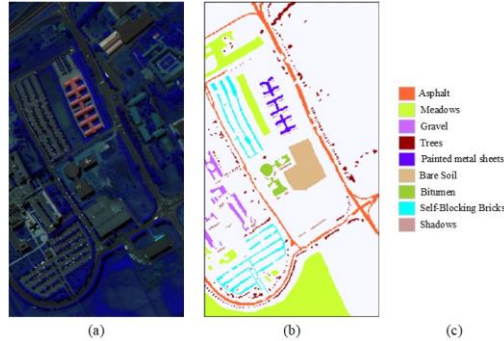 Asphalt
Meadows
Gravel
Trees
Painted metal sheets
Bare Soil
Bitumen
Self-Blocking Bricks
Shadows
(a)
(b)
(c)